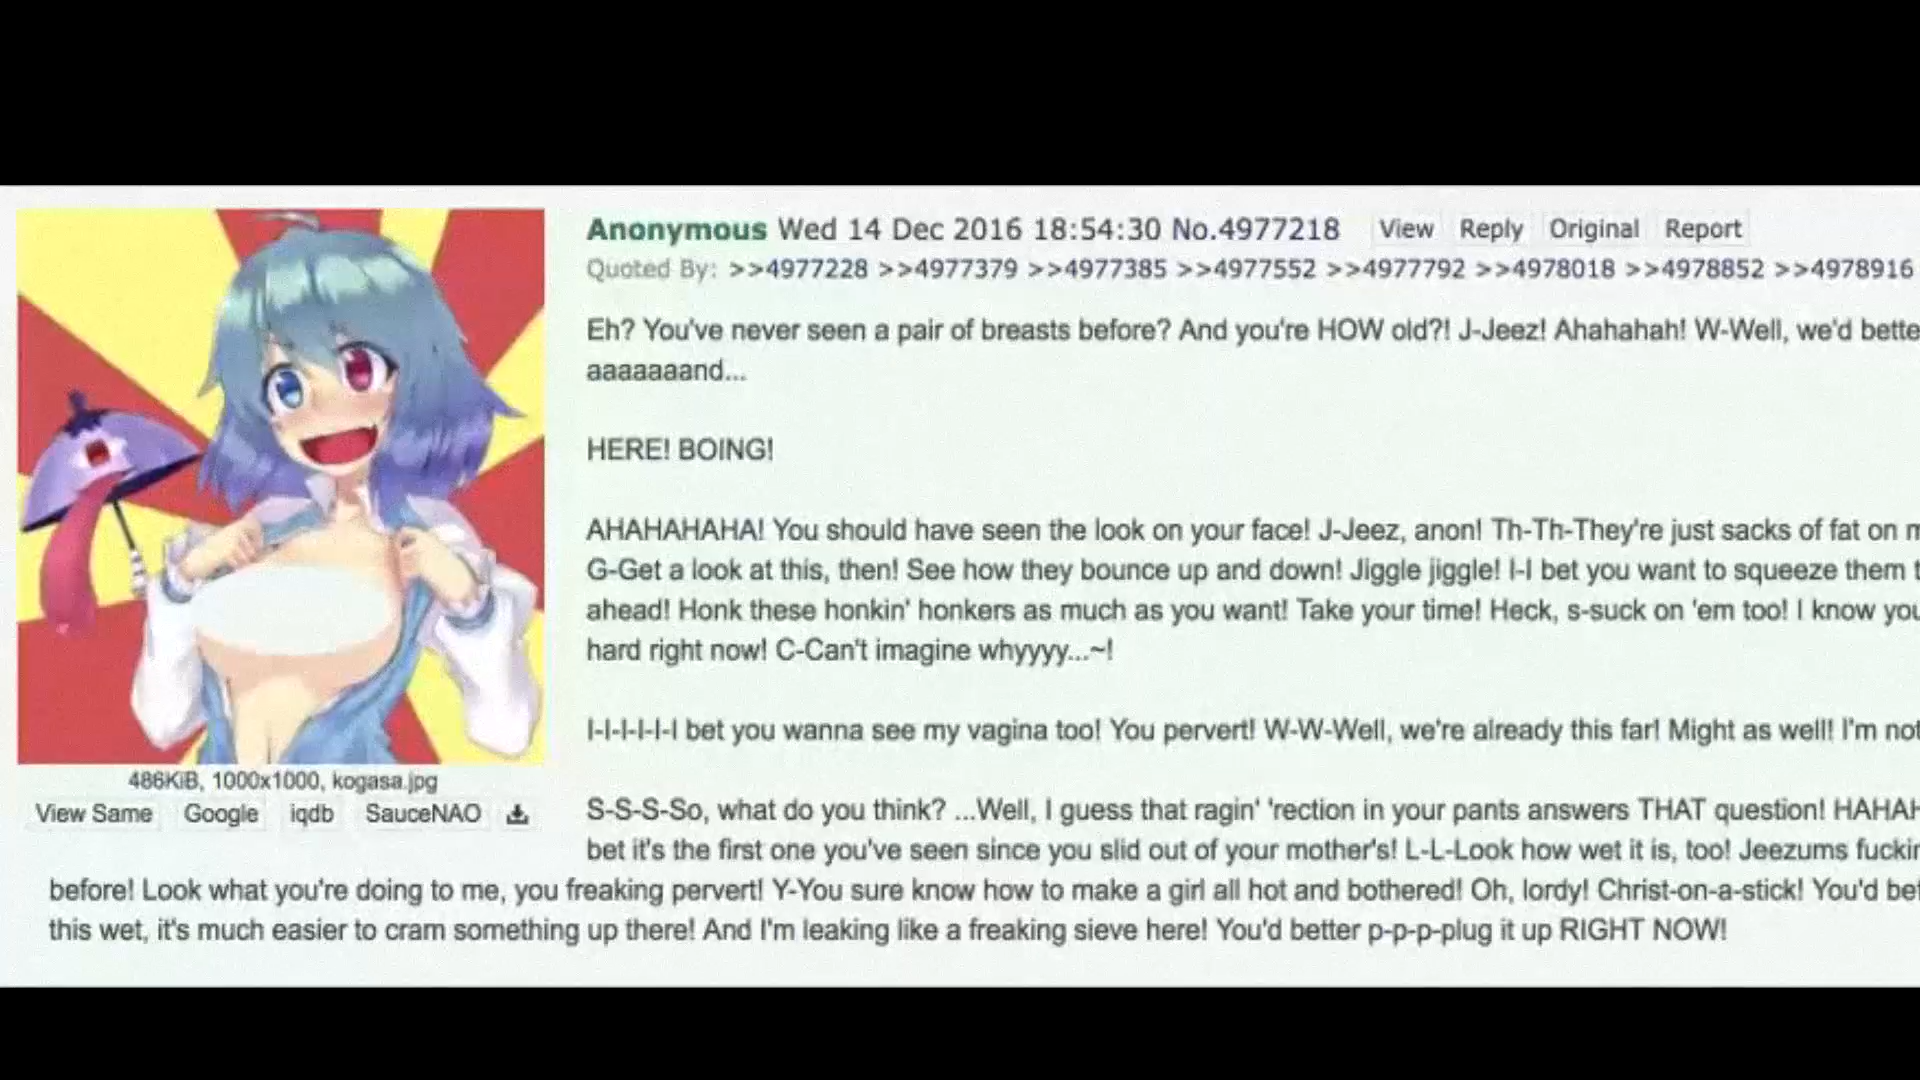 Anonymous Wed 14 Dec 2016 18:54:30 No.4977218 View Reply Original Report
Quoted By: >>4977228 >>4977379 >>4977385 >>4977552 >>4977792 >>4978018 >>4978852 >>4978916
Eh? You've never seen a pair of breasts before? And you're HOW old?! J-Jeez! Ahahahah! W-Well, we'd bette
aaaaaaand...
HERE! BOING!
AHAHAHAHA! You should have seen the look on your face! J-Jeez, anon! Th-Th-They're just sacks of fat on
G-Get a look at this, then! See how they bounce up and down! Jiggle jiggle! I-I bet you want to squeeze them
ahead! Honk these honkin' honkers as much as you want! Take your time! Heck, s-suck on 'em too! I know you
hard right now! C-Can't imagine whyyyy...~!
I-I-I-I-I-I bet you wanna see my vagina too! You pervert! W-W-Well, we're already this far! Might as well! I'm not
486KiB, 1000x1000, kogasa.jpg
View Same Google iqdb SauceNAO
S-S-S-So, what do you think? ...Well, I guess that ragin' 'rection in your pants answers THAT question! HAHAH
bet it's the first one you've seen since you slid out of your mother's! L-L-Look how wet it is, too! Jeezums fuckin
before! Look what you're doing to me, you freaking pervert! Y-You sure know how to make a girl all hot and bothered! Oh, lordy! Christ-on-a-stick! You'd bet
this wet, it's much easier to cram something up there! And I'm leaking like a freaking sieve here! You'd better p-p-p-plug it up RIGHT NOW!